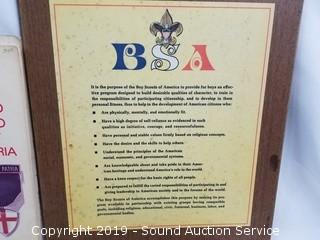 BSA
It is the purpose of the Boy Scouts of America to provide for boys an effec-
tive program designed to build desirable qualities of character, to train in
the responsibilities of participating citizenship, and to develop in them
personal fitness, thus to help in the development of American citizens who:
Are physically, mentally, and emotionally fit.
Have a high degree of self-reliance as evidenced in such
qualities as initiative, courage, and resourcefulness.
Have personal and stable values firmly based on religious concepts.
Have the desire and the skills to help others.
Understand the principles of the American
social, economic, and governmental systems.
Are knowledgeable about and take pride in their Amer-
ican heritage and understand America's role in the world.
Have a keen respect for the basic rights of all people.
Are prepared to fulfill the varied responsibilities of participating in and
giving leadership to American society and in the forums of the world.
The Boy Scouts of America accomplishes this purpose by making its pro-
gram available in partnership with existing groups having compatible
goals, including religious, educational, civic, fraternal, business, labor, and
governmental bodies.
D
RIA
PATRIA
Copyright 2019 - Sound Auction Service